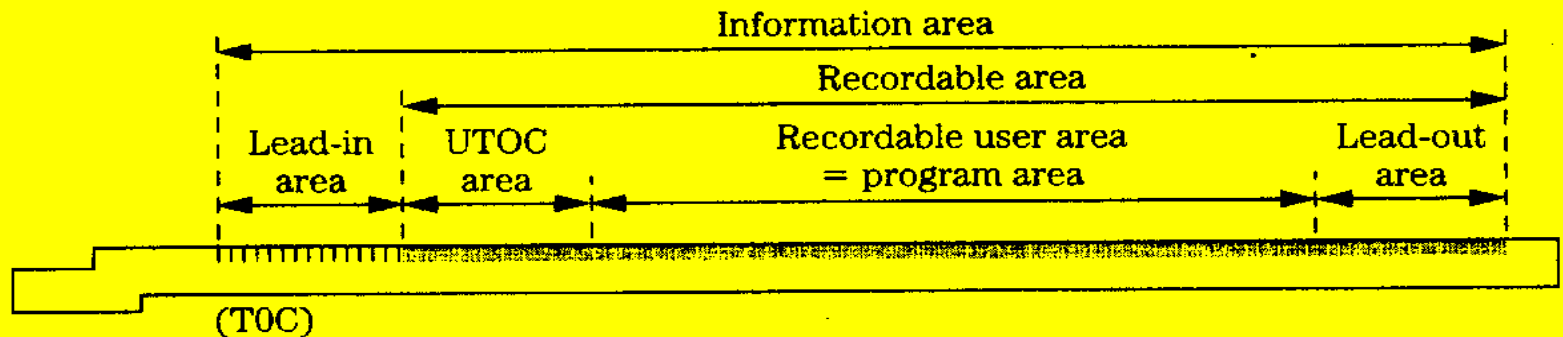 Information area
Recordable area
Lead-in
area
UTOC
area
Recordable user area
= program area
Lead-out
area
(TOC)